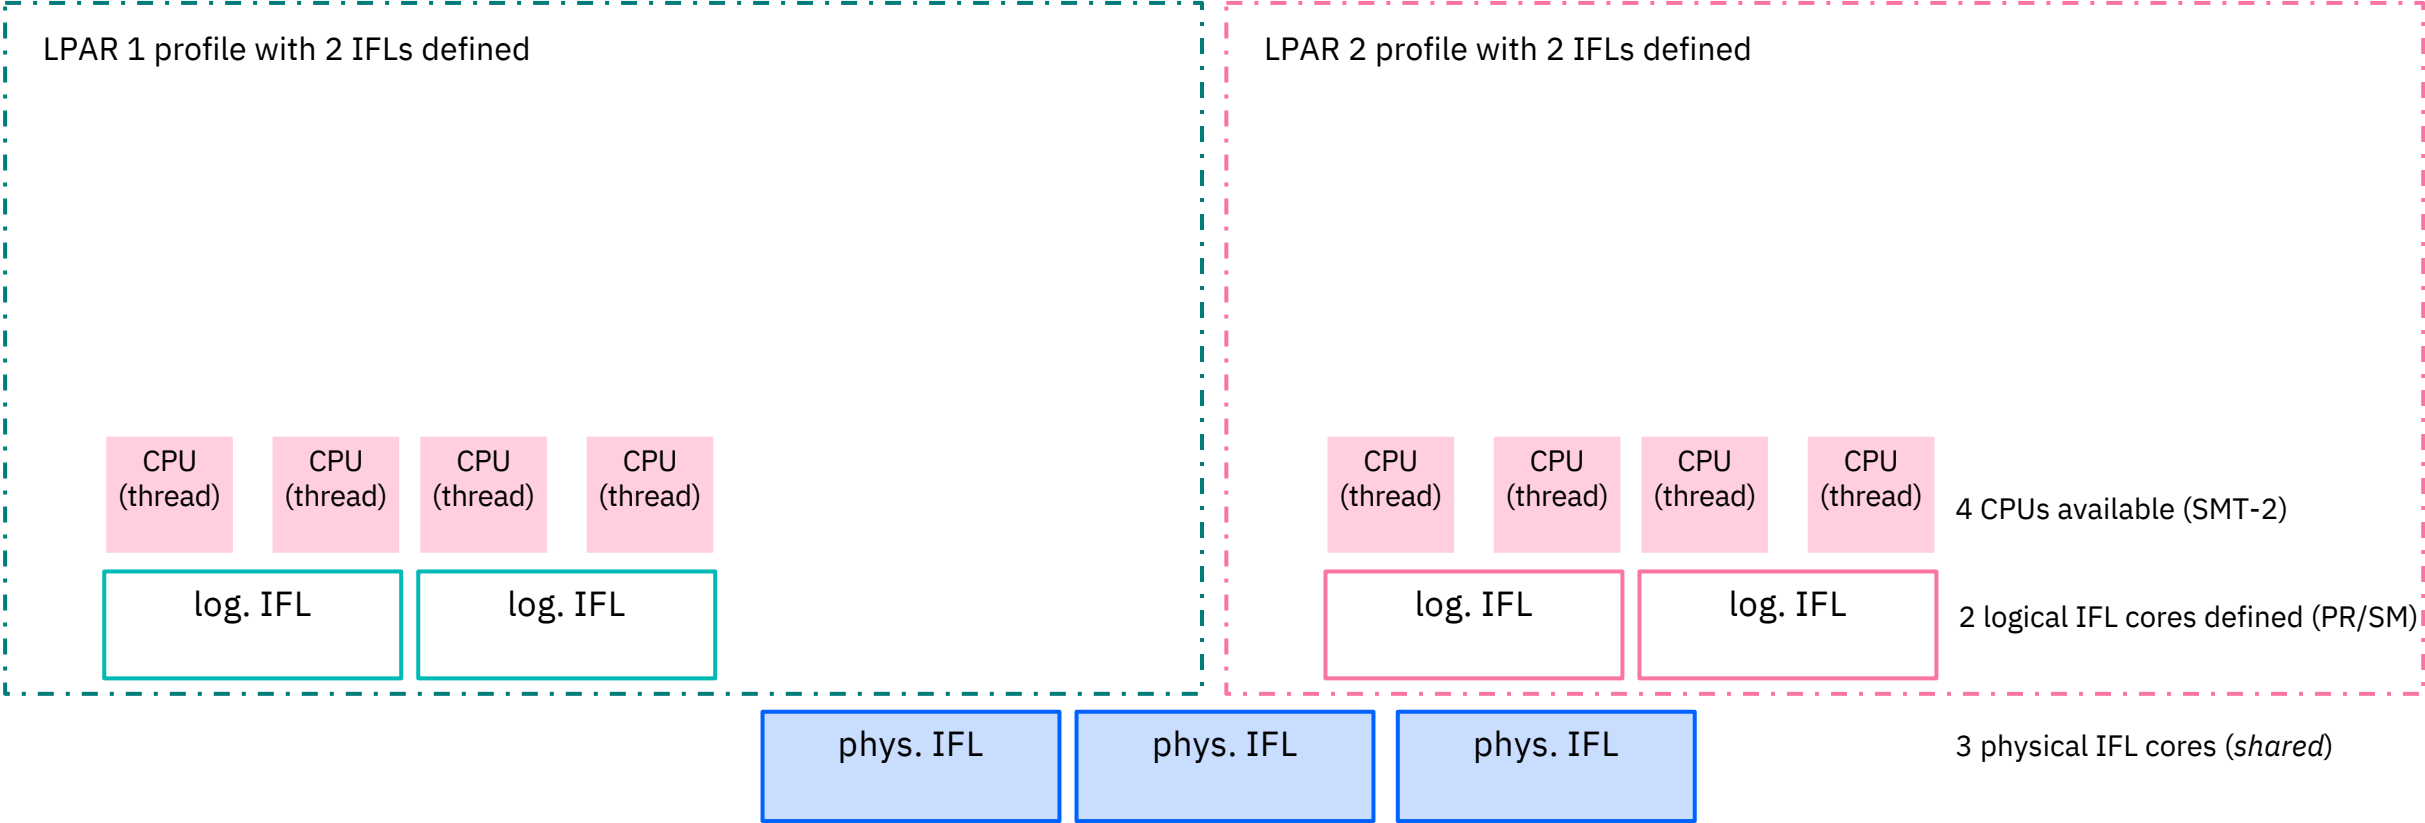 LPAR 1 profile with 2 IFLs defined
LPAR 2 profile with 2 IFLs defined
CPU
(thread)
CPU
(thread)
CPU
(thread)
CPU
(thread)
CPU
(thread)
CPU
(thread)
CPU
(thread)
CPU
(thread)
4 CPUs available (SMT-2)
log. IFL
log. IFL
log. IFL
log. IFL
2 logical IFL cores defined (PR/SM)
phys. IFL
phys. IFL
phys. IFL
3 physical IFL cores (shared)